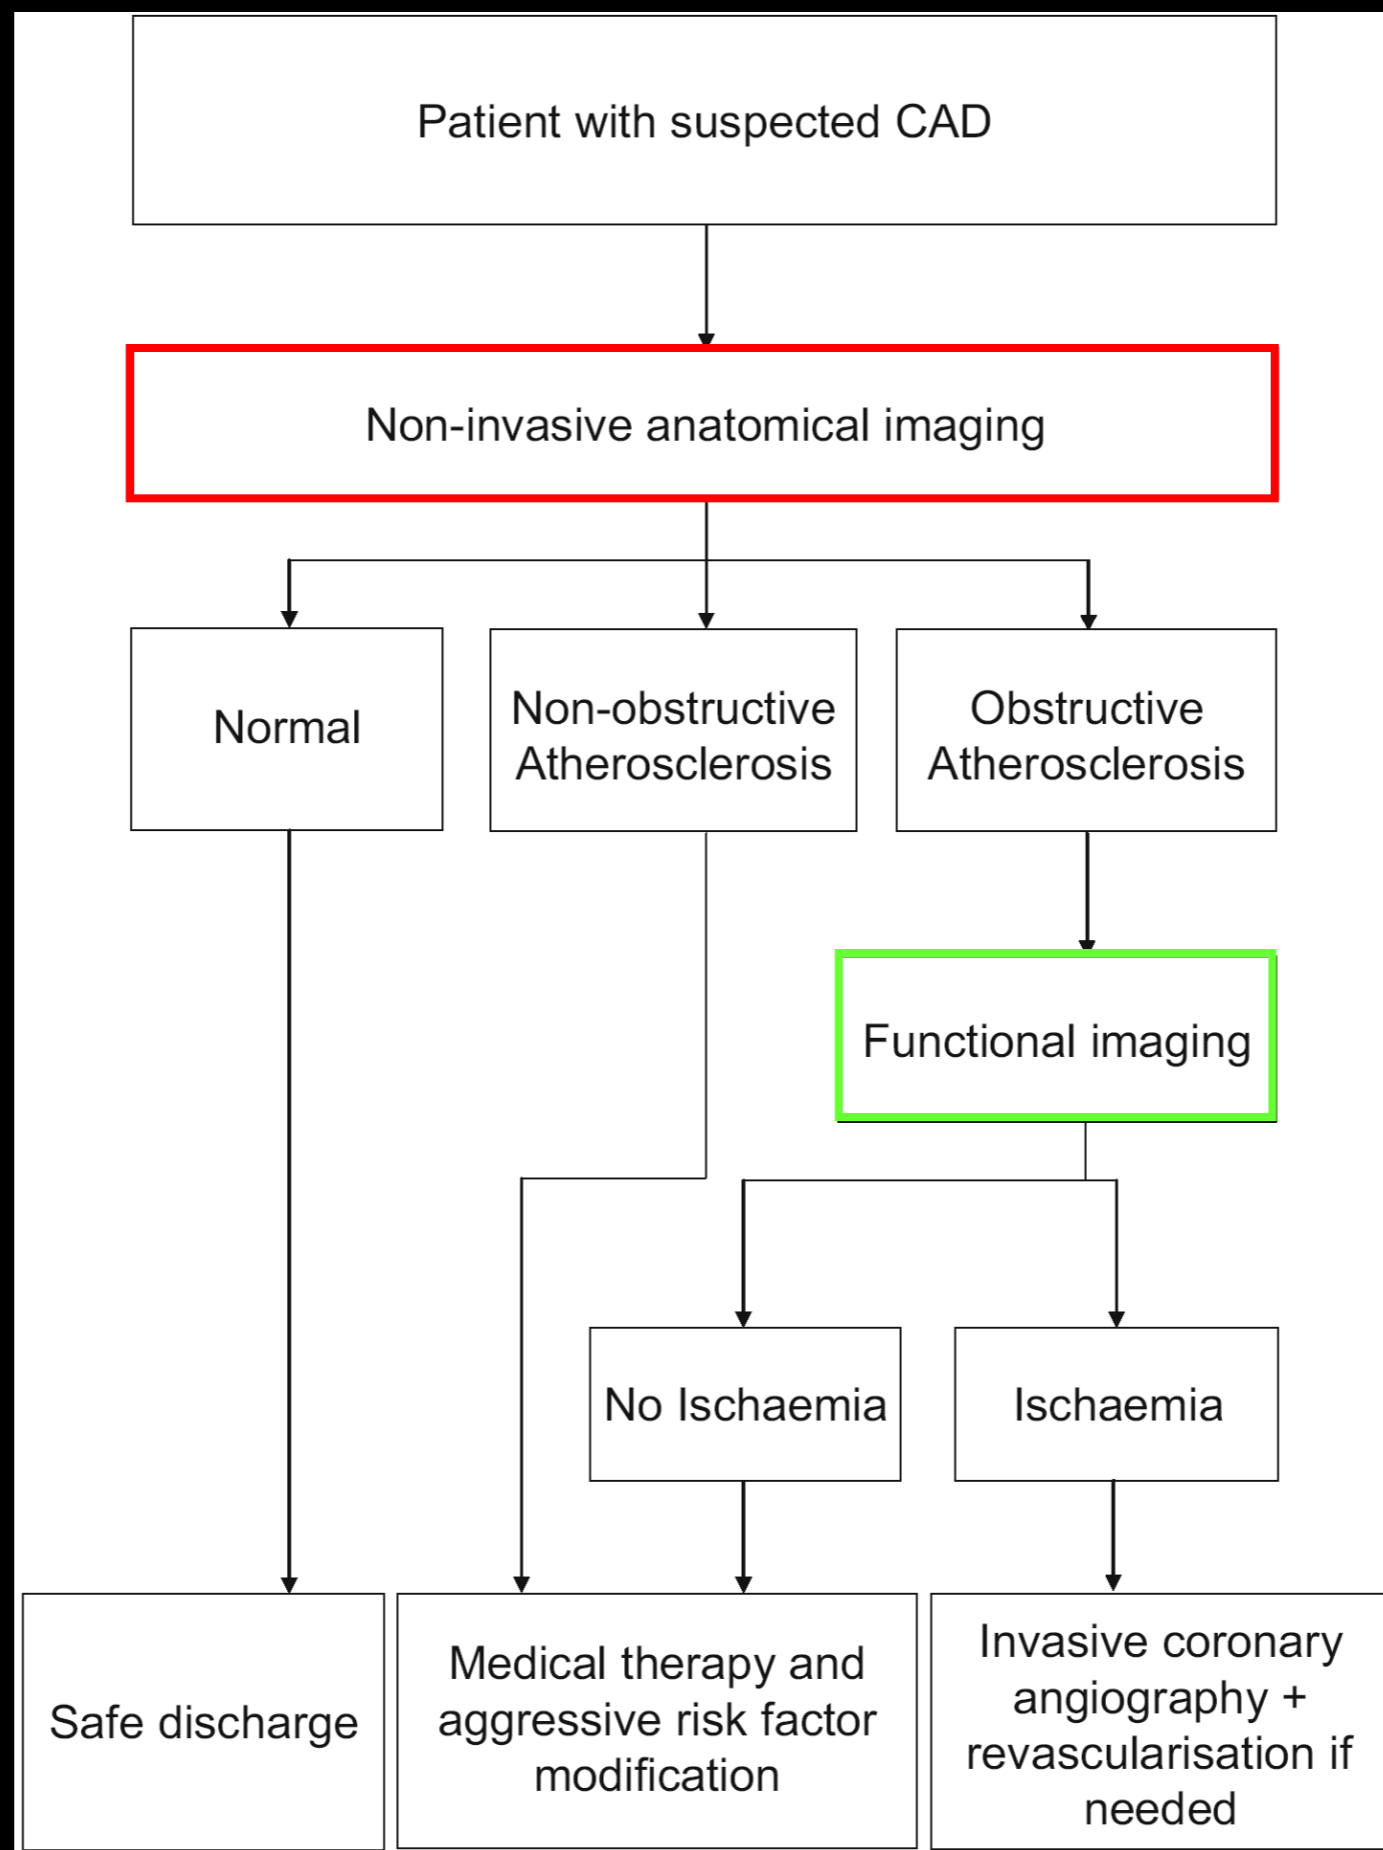 Patient with suspected CAD
Non-invasive anatomical imaging
Normal
Non-obstructive
Atherosclerosis
Obstructive
Atherosclerosis
Functional imaging
No Ischaemia
Ischaemia
Safe discharge
Medical therapy and
aggressive risk factor
modification
Invasive coronary
angiography +
revascularisation if
needed